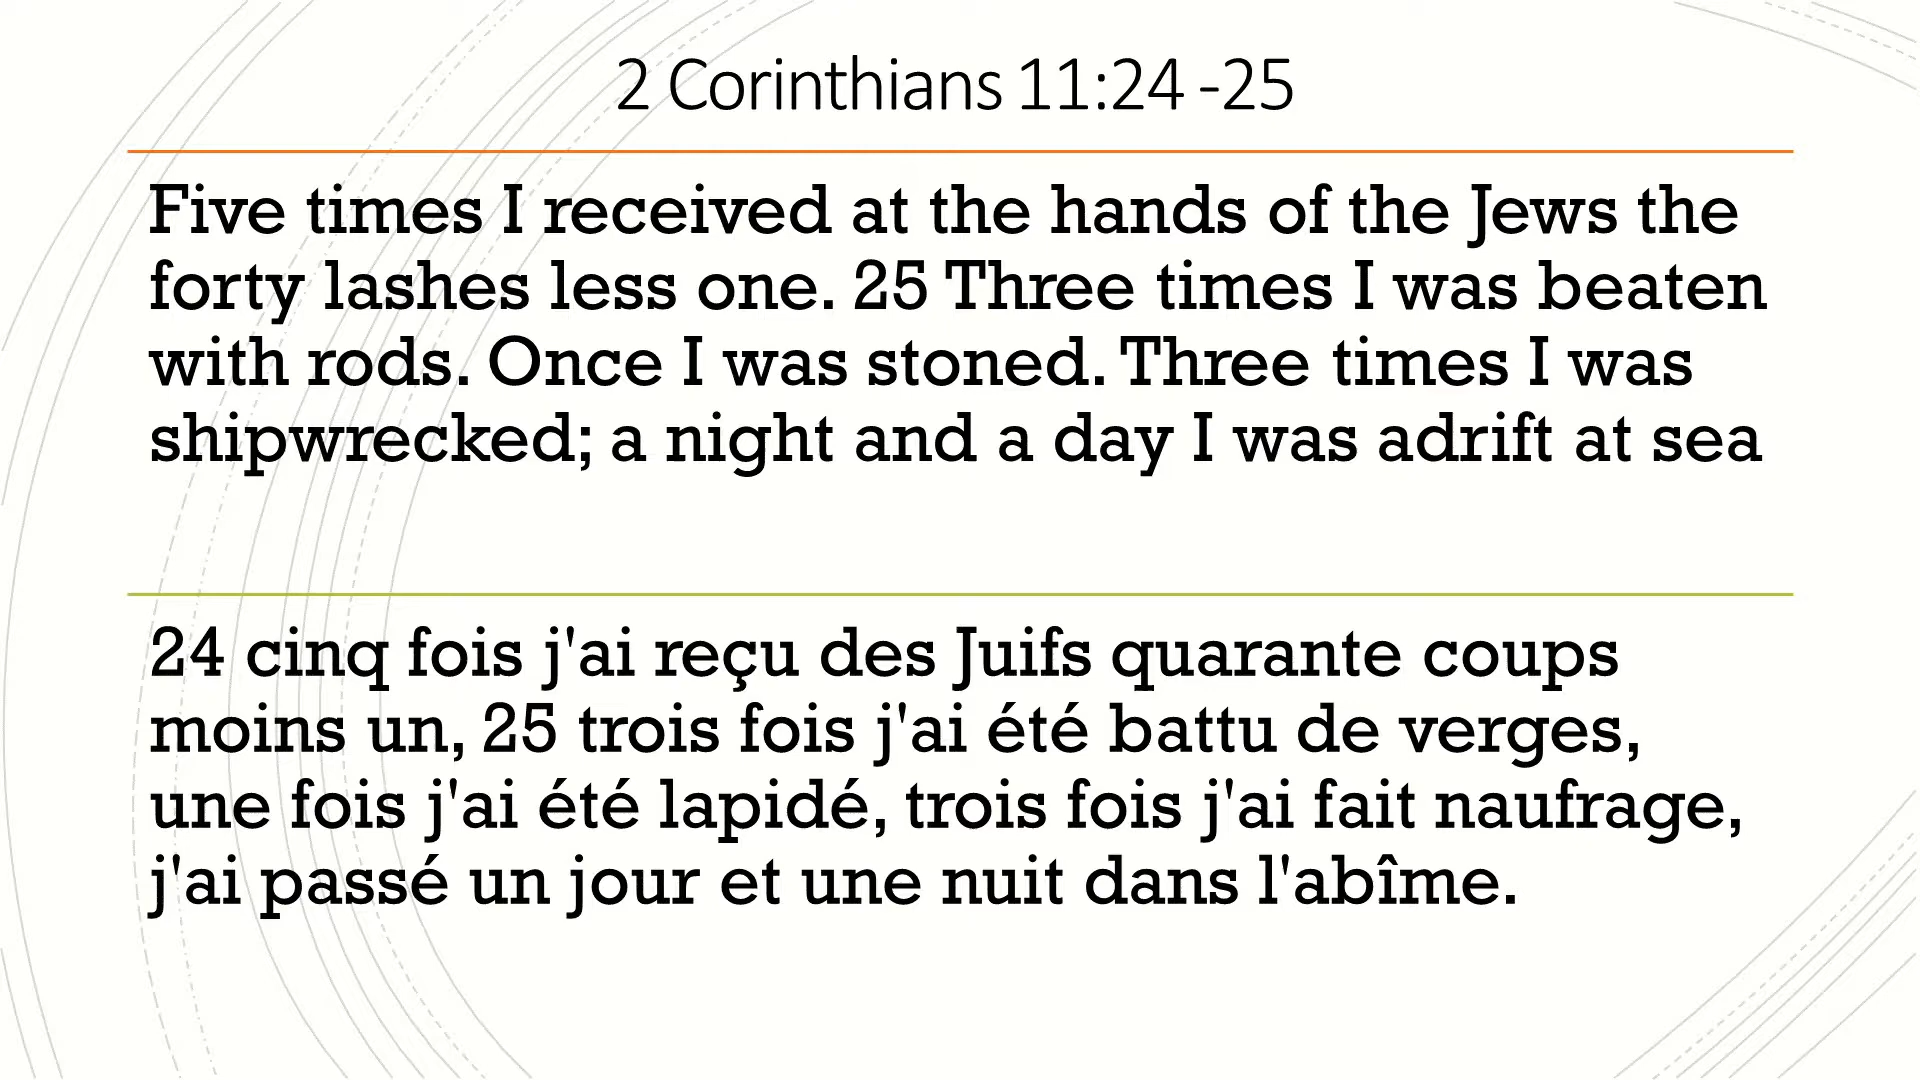 2 Corinthians 11:24 -25
Five times I received at the hands of the Jews the
forty lashes less one. 25 Three times I was beaten
with rods. Once I was stoned. Three times I was
shipwrecked; a night and a day I was adrift at sea
24 cinq fois j'ai reçu des Juifs quarante coups
moins un, 25 trois fois j'ai été battu de verges,
une fois j'ai été lapidé, trois fois j'ai fait naufrage,
j'ai passé un jour et une nuit dans l'abîme.